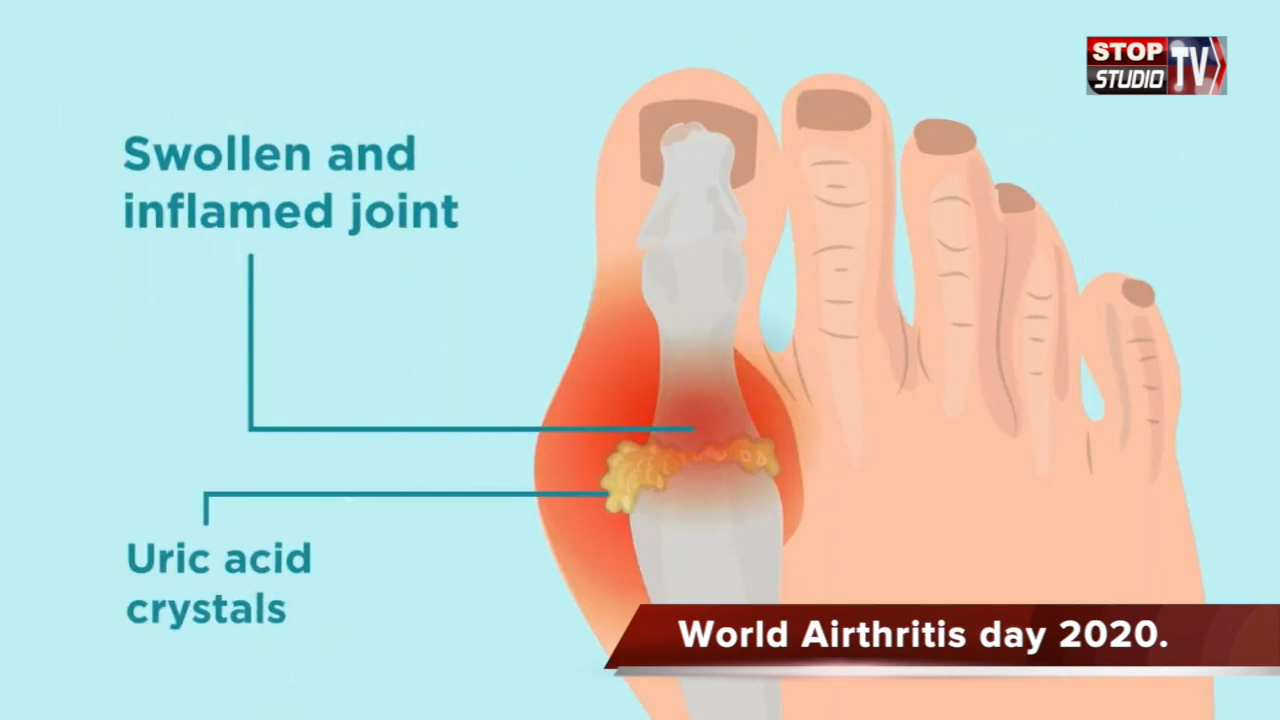 STOP
STUDIO TV
Swollen and
inflamed joint
Uric acid
crystals
World Airthritis day 2020.